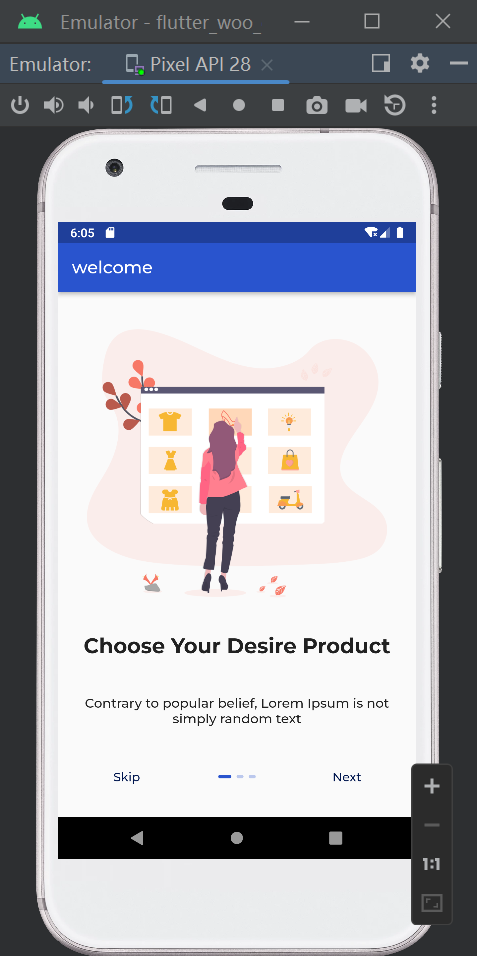 Emulator - flutter_woo_
Emulator:
Pixel API 28
6:05
welcome
Choose Your Desire Product
Contrary to popular belief, Lorem Ipsum is not
simply random text
Skip
Next
1:1